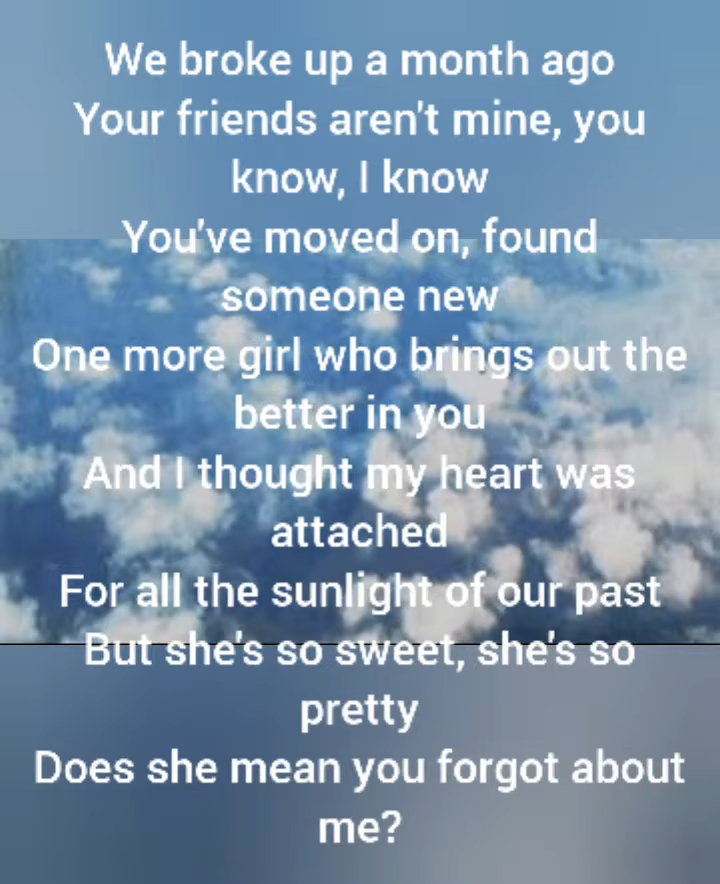 We broke up a month ago
Your friends aren't mine, you
know, I know
You've moved on, found
someone new
One more girl who brings out the
better in you
And I thought my heart was
attached
For all the sunlight of our past
But she's so sweet, she's so
pretty
Does she mean you forgot about
me?